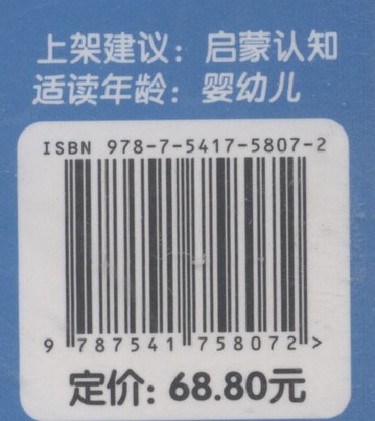 上架建议：启蒙认知
适读年龄：婴幼儿
ISBN 978-7-5417-5807-2
9 787541 758072 >
定价: 68.80元